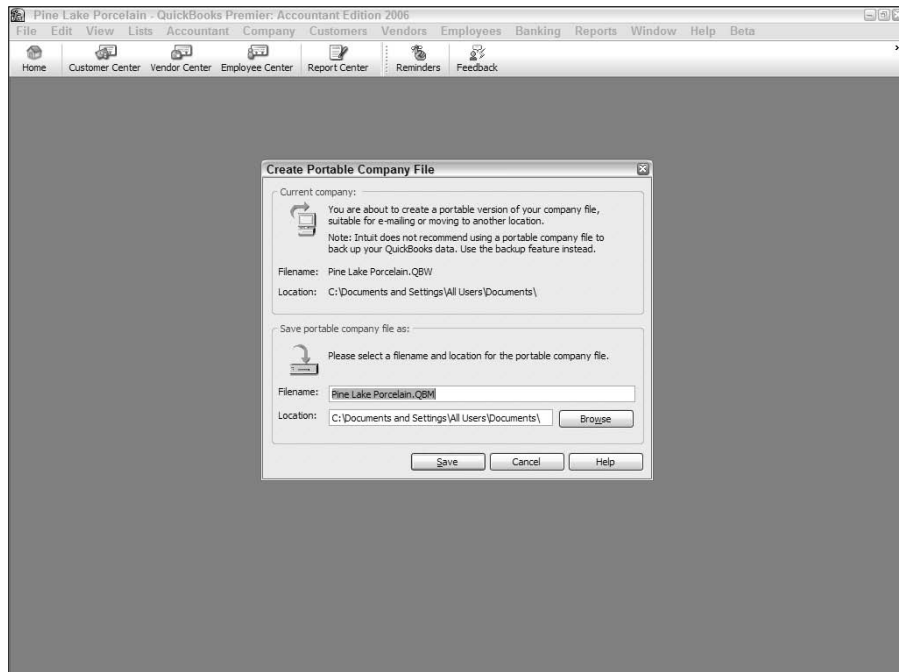 Pine Lake Porcelain - QuickBooks Premier: Accountant Edition 2006
File Edit View Lists Accountant Company Customers Vendors Employees Banking Reports Window Help Beta
Home Customer Center Vendor Center Employee Center Report Center Reminders Feedback
Create Portable Company File
Current company:
You are about to create a portable version of your company file,
suitable for e-mailing or moving to another location.
Note: Intuit does not recommend using a portable company file to
back up your QuickBooks data. Use the backup feature instead.
Filename: Pine Lake Porcelain.QBW
Location: C:\Documents and Settings\All Users\Documents\
Save portable company file as:
Please select a filename and location for the portable company file.
Filename: Pine Lake Porcelain.QBM
Location: C:\Documents and Settings\All Users\Documents\ Browse
Save Cancel Help